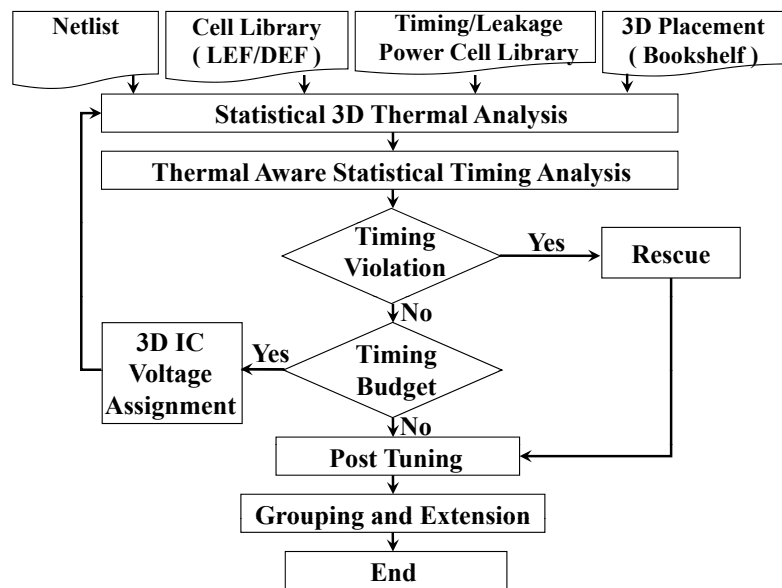 Netlist
Cell Library
( LEF/DEF )
Timing/Leakage
Power Cell Library
3D Placement
( Bookshelf )
Statistical 3D Thermal Analysis
Thermal Aware Statistical Timing Analysis
Timing
Violation
Yes
Rescue
No
3D IC
Voltage
Assignment
Yes
Timing
Budget
No
Post Tuning
Grouping and Extension
End